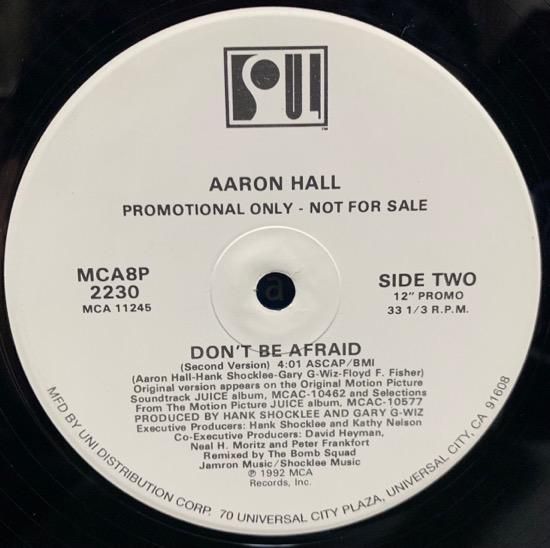 SOUL
TM
AARON HALL
PROMOTIONAL ONLY - NOT FOR SALE
MCA8P
2230
MCA 11245
SIDE TWO
12" PROMO
33 1/3 R.P.M.
DON'T BE AFRAID
(Second Version) 4:01 ASCAP/BMI
(Aaron Hall-Hank Shocklee-Gary G-Wiz-Floyd F. Fisher)
Original version appears on the Original Motion Picture
Soundtrack JUICE album, MCAC-10462 and Selections
From The Motion Picture JUICE album, MCAC-10577
PRODUCED BY HANK SHOCKLEE AND GARY G-WIZ
Executive Producers: Hank Shocklee and Kathy Nelson
Co-Executive Producers: David Heyman,
Neal H. Moritz and Peter Frankfort
Remixed by The Bomb Squad
Jamron Music/Shocklee Music
℗ 1992 MCA
Records, Inc.
MFD BY UNI DISTRIBUTION CORP. 70 UNIVERSAL CITY PLAZA, UNIVERSAL CITY, CA 91608